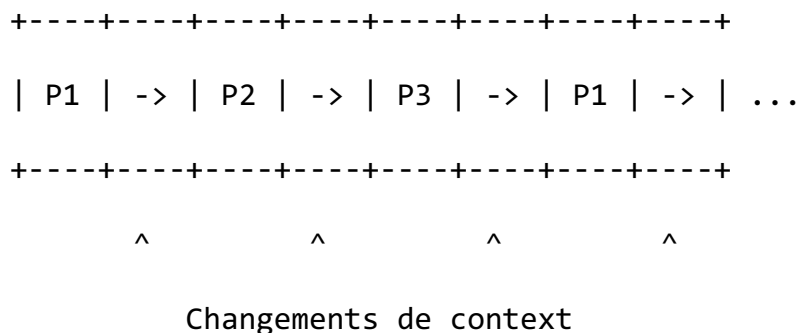 +----+----+----+----+----+----+----+----+
| P1 | -> | P2 | -> | P3 | -> | P1 | -> | ...
+----+----+----+----+----+----+----+----+
^ ^ ^ ^
Changements de context